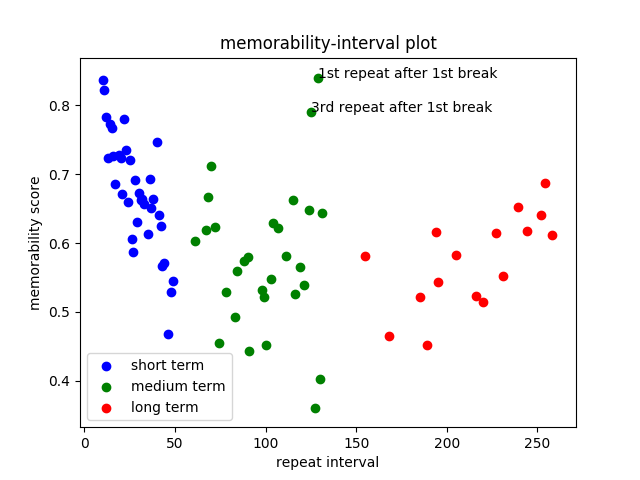 memorability-interval plot
1st repeat after 1st break
3rd repeat after 1st break
memorability score
0.8
0.7
0.6
0.5
0.4
short term
medium term
long term
0
50
100
150
200
250
repeat interval